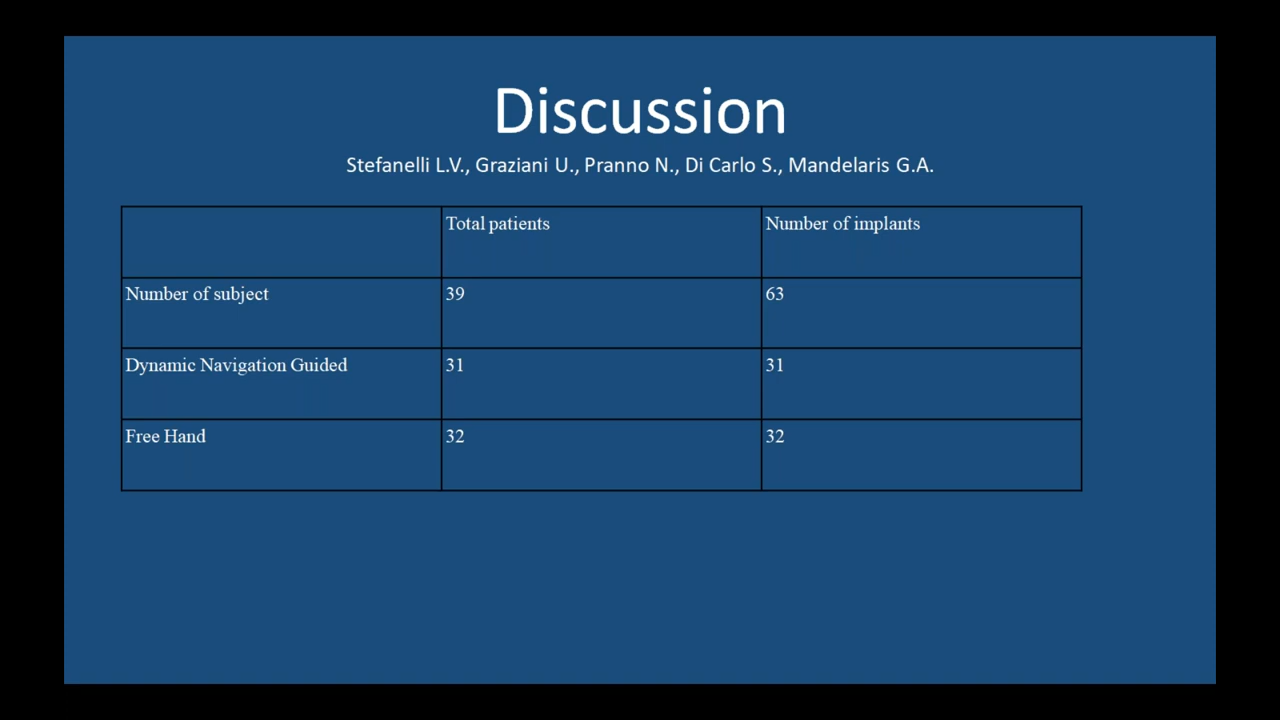 Discussion
Stefanelli L.V., Graziani U., Pranno N., Di Carlo S., Mandelaris G.A.
Total patients Number of implants
Number of subject 39 63
Dynamic Navigation Guided 31 31
Free Hand 32 32